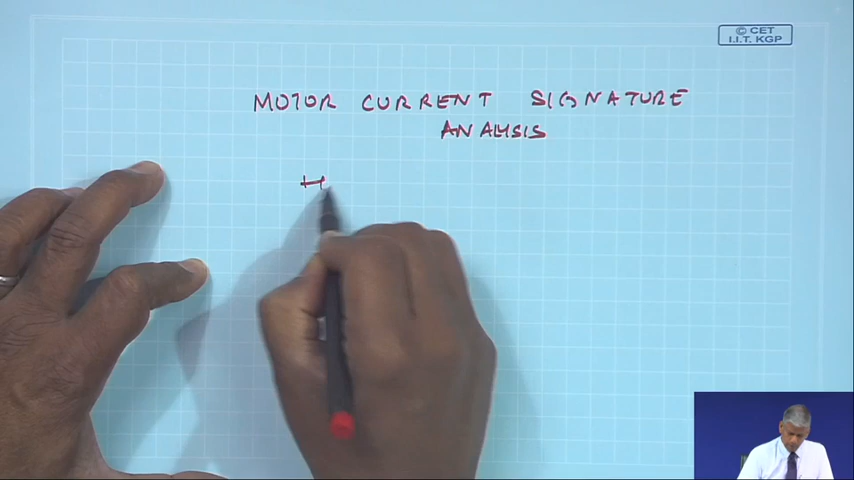 © CET
I.I.T. KGP
MOTOR CURRENT SIGNATURE
ANALYSIS
H